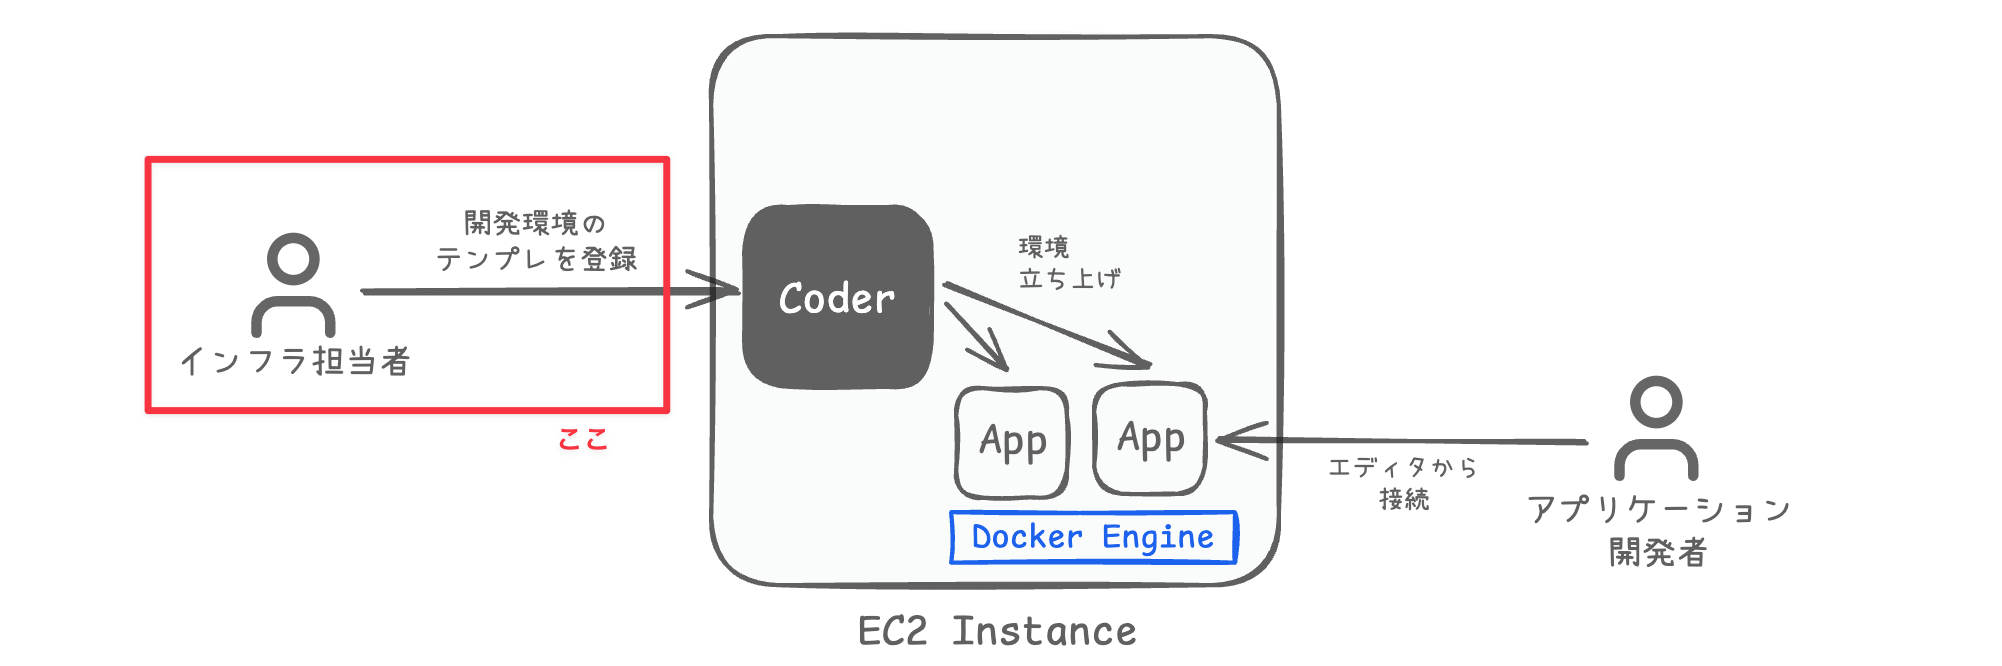 開発環境の
テンプレを登録
インフラ担当者
ここ
Coder
環境
立ち上げ
App
App
Docker Engine
EC2 Instance
エディタから
接続
アプリケーション
開発者